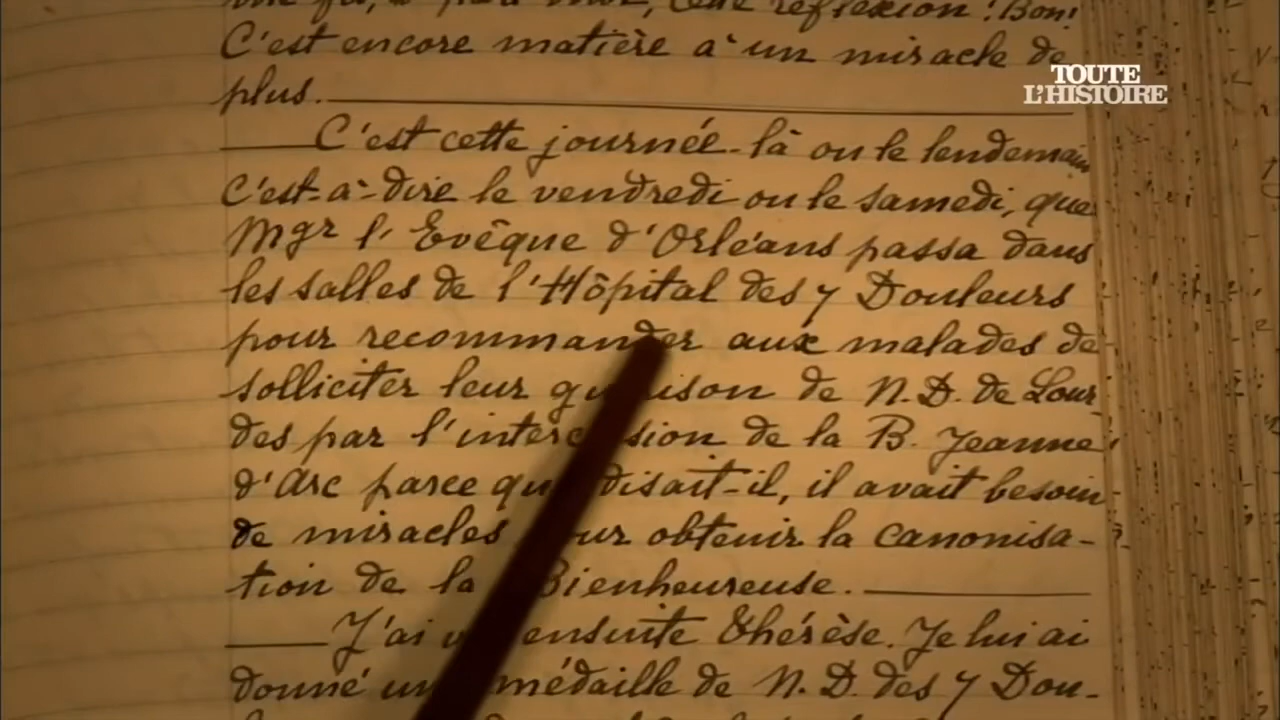 cette réflexion! Bon!
C'est encore matière à un miracle de
plus.
TOUTE
L'HISTOIRE
C'est cette journée-là ou le lendemain
c'est-à-dire le vendredi ou le samedi, que
Mgr l'Evêque d'Orléans passa dans
les salles de l'Hôpital des 7 Douleurs
pour recommander aux malades de
solliciter leur guérison de N.D. de Lour-
des par l'intercession de la B. Jeanne
d'Arc parce que disait-il, il avait besoin
de miracles pour obtenir la canonisa-
tion de la Bienheureuse.
J'ai vu ensuite Thérèse. Je lui ai
donné une médaille de N.D. des 7 Dou-